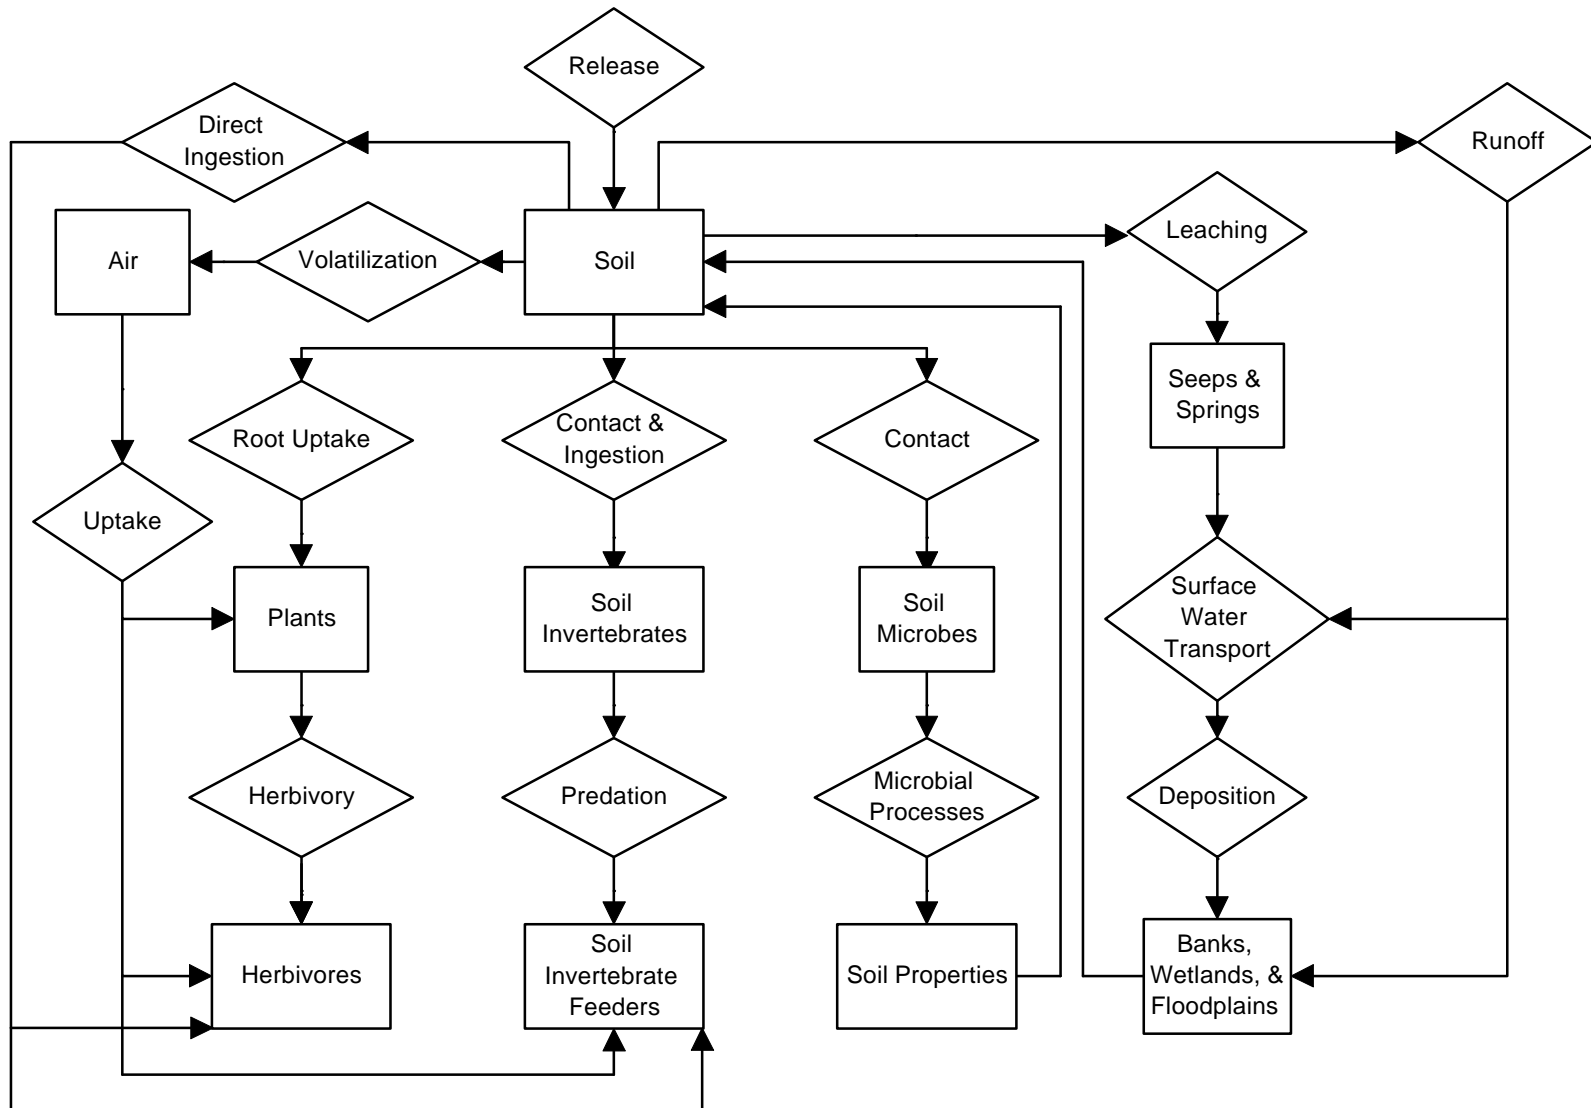 Release
Direct
Ingestion
Runoff
Air
Volatilization
Soil
Leaching
Seeps &
Springs
Root Uptake
Contact &
Ingestion
Contact
Uptake
Plants
Soil
Invertebrates
Soil
Microbes
Surface
Water
Transport
Herbivory
Predation
Microbial
Processes
Deposition
Herbivores
Soil
Invertebrate
Feeders
Soil Properties
Banks,
Wetlands, &
Floodplains